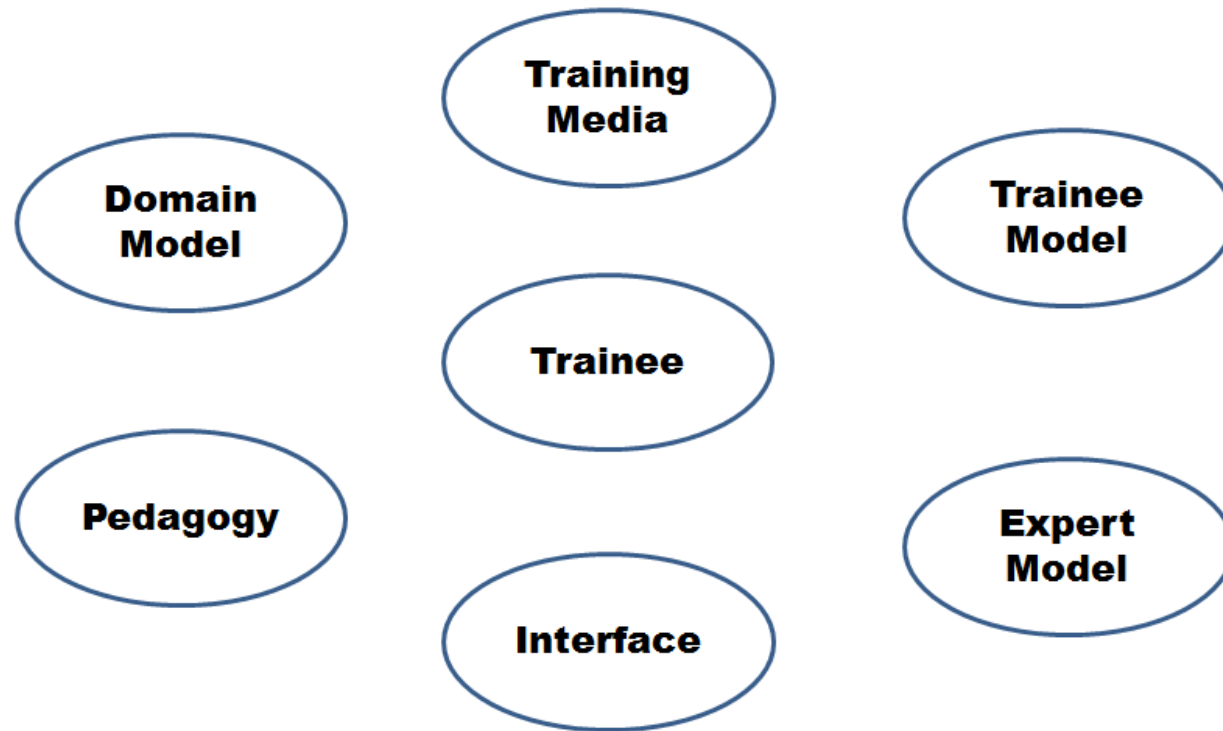 Training
Media
Domain
Model
Trainee
Model
Trainee
Pedagogy
Expert
Model
Interface